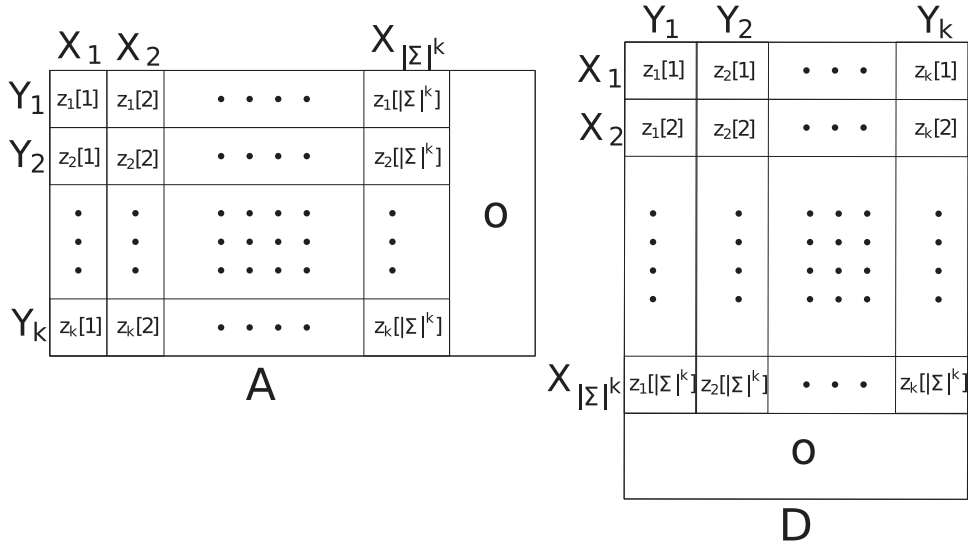 X1 X2 X|Σ|^k
Y1 z1[1] z1[2] • • • • z1[|Σ|^k]
Y2 z2[1] z2[2] • • • • z2[|Σ|^k]
O
Yk zk[1] zk[2] • • • • zk[|Σ|^k]
A
Y1 Y2 Yk
X1 z1[1] z2[1] • • • zk[1]
X2 z1[2] z2[2] • • • zk[2]
X|Σ|^k z1[|Σ|^k] z2[|Σ|^k] • • • zk[|Σ|^k]
O
D